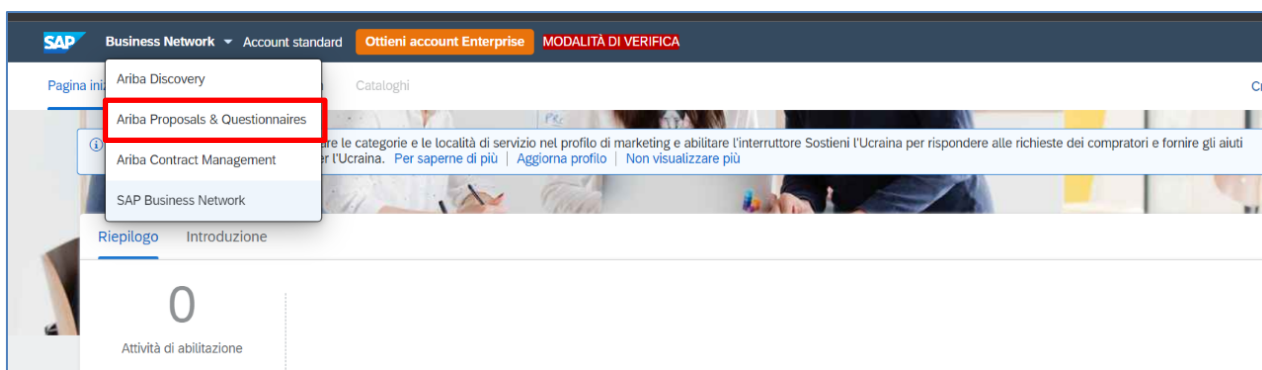 SAP Business Network Account standard Ottieni account Enterprise MODALITÀ DI VERIFICA
Pagina ini Cataloghi
Ariba Discovery
Ariba Proposals & Questionnaires
Ariba Contract Management
SAP Business Network
re le categorie e le località di servizio nel profilo di marketing e abilitare l'interruttore Sostieni l'Ucraina per rispondere alle richieste dei compratori e fornire gli aiuti
r l'Ucraina. Per saperne di più | Aggiorna profilo | Non visualizzare più
Riepilogo Introduzione
0
Attività di abilitazione